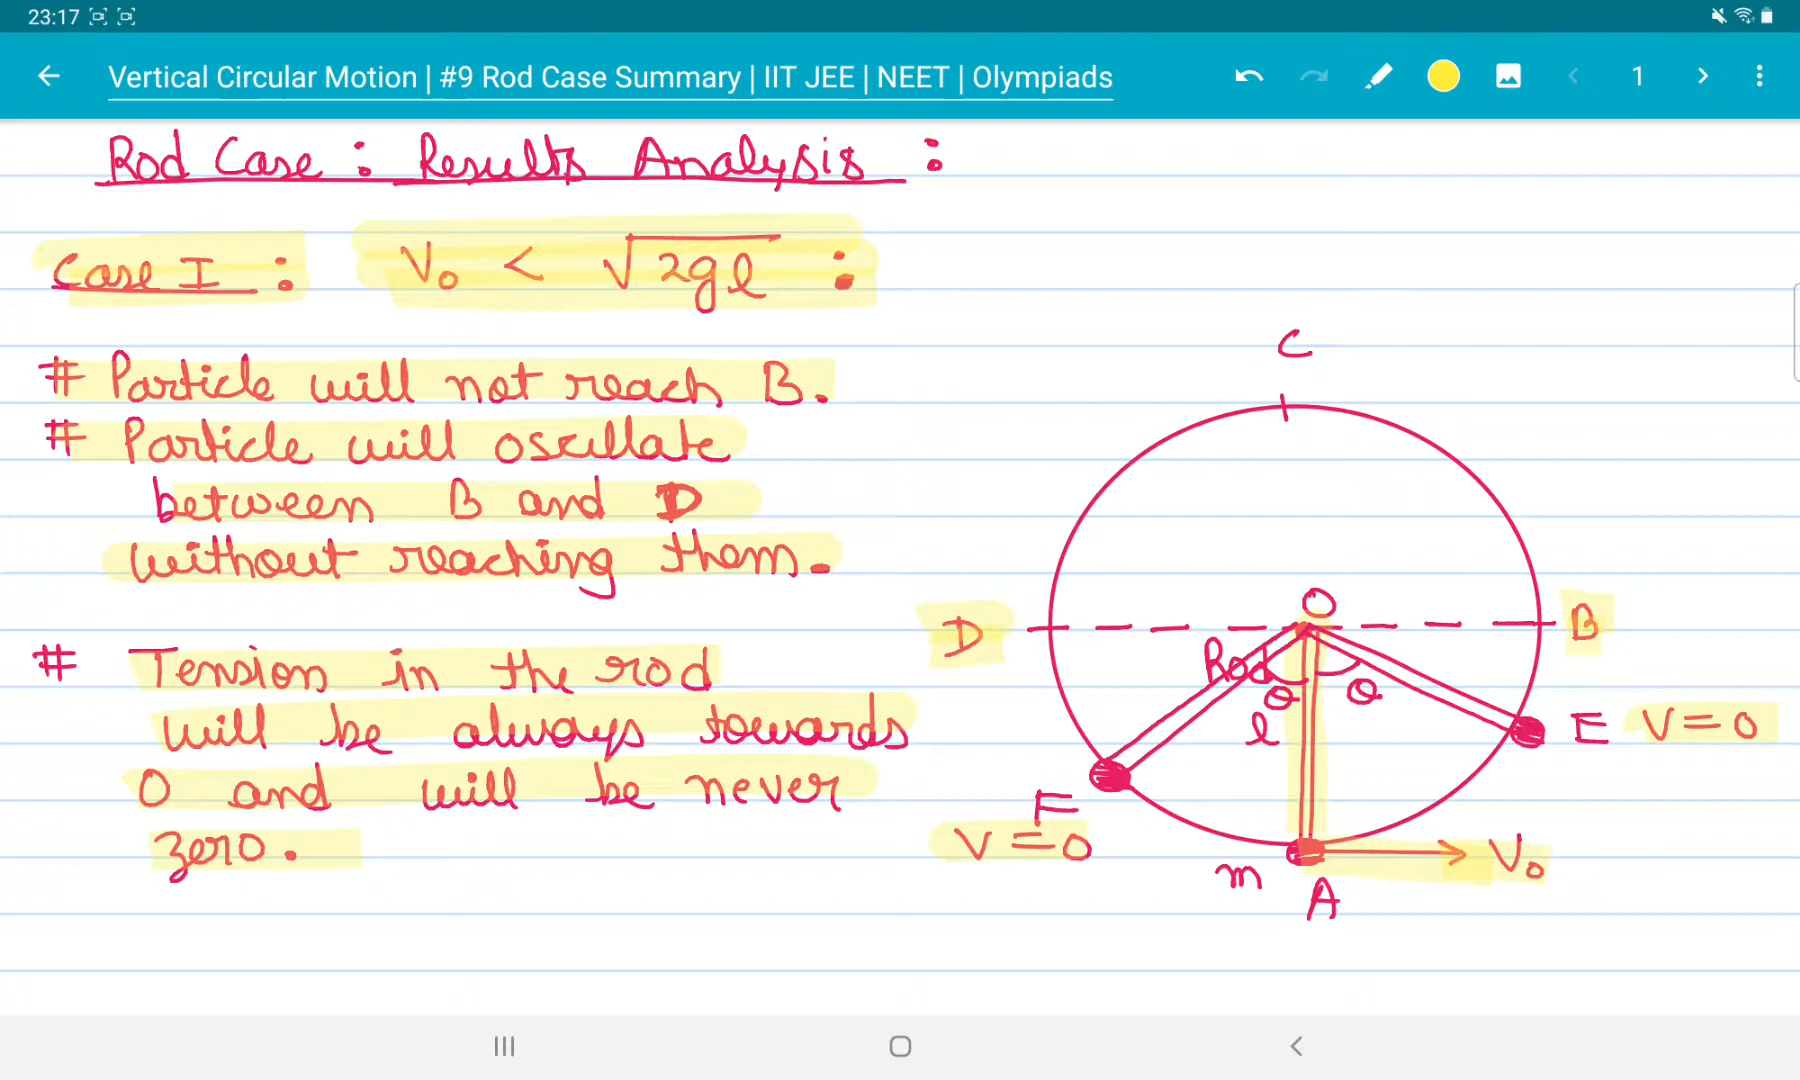 23:17
Vertical Circular Motion | #9 Rod Case Summary | IIT JEE | NEET | Olympiads
1
Rod Case : Results Analysis :
Case I : V₀ < √2gl :
# Particle will not reach B.
# Particle will oscillate
between B and D
without reaching them.
# Tension in the rod
will be always towards
O and will be never
zero.
C
O
D
B
Rod
θ
θ
l
E V=0
F
V=0
V₀
m
A